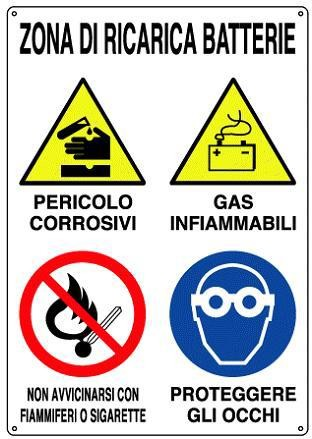 ZONA DI RICARICA BATTERIE
PERICOLO
CORROSIVI
GAS
INFIAMMABILI
NON AVVICINARSI CON
FIAMMIFERI O SIGARETTE
PROTEGGERE
GLI OCCHI